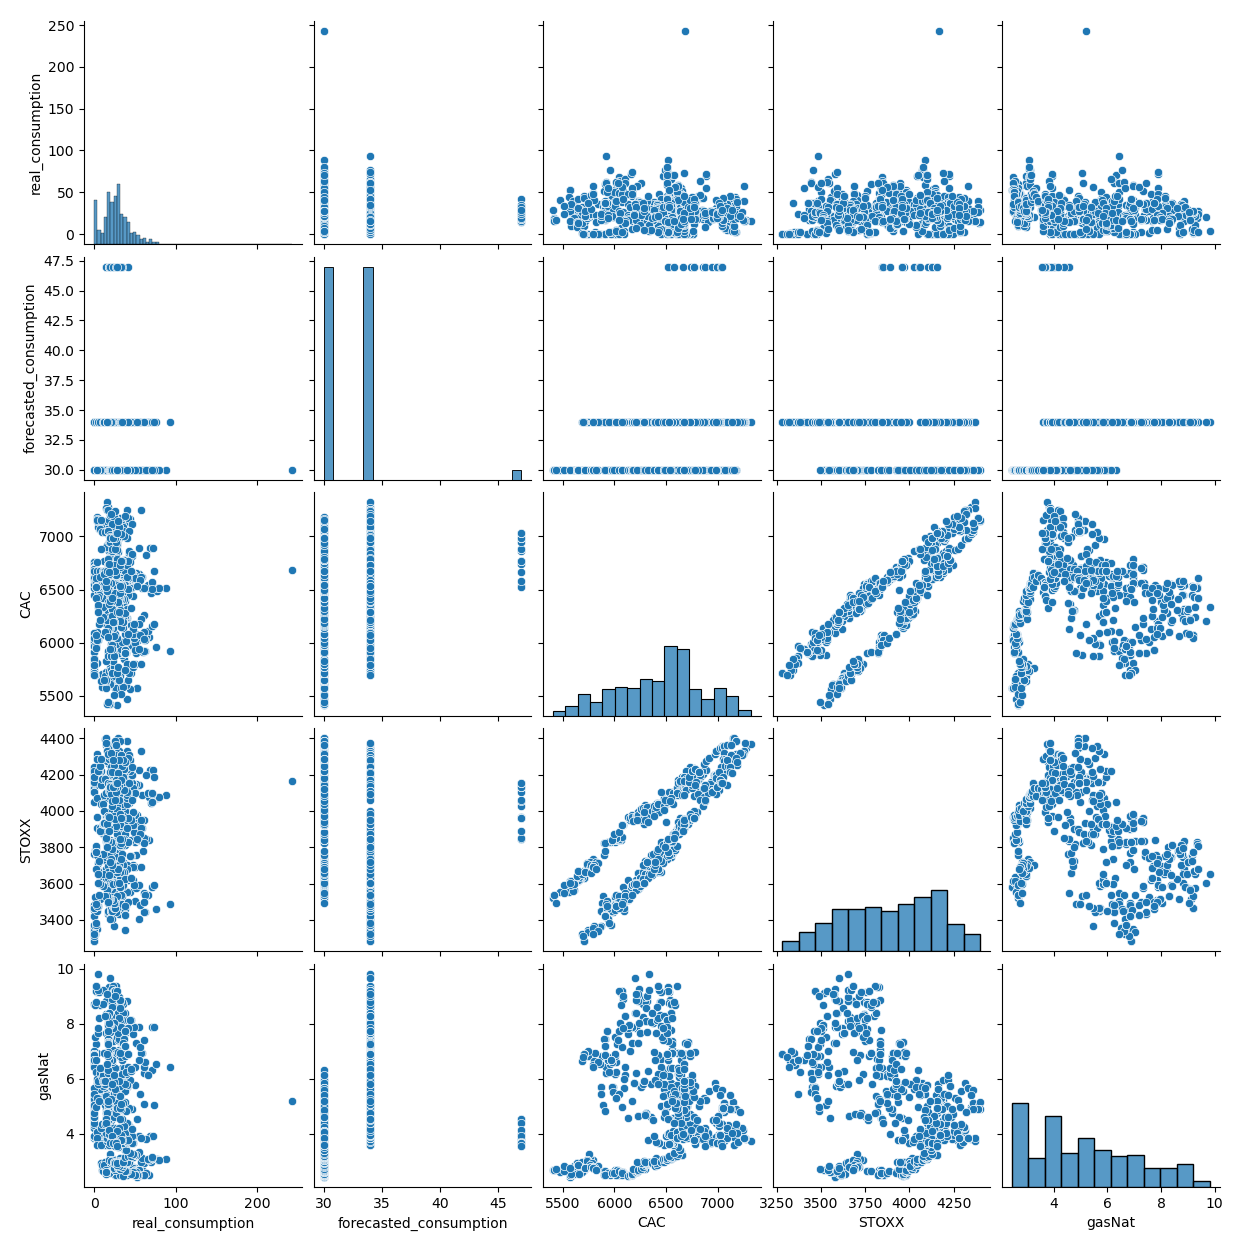 250
200
150
100
50
0
real_consumption
47.5
45.0
42.5
40.0
37.5
35.0
32.5
30.0
forecasted_consumption
7000
6500
6000
5500
CAC
4400
4200
4000
3800
3600
3400
STOXX
10
8
6
4
gasNat
0 100 200
real_consumption
30 35 40 45
forecasted_consumption
5500 6000 6500 7000
CAC
3250 3500 3750 4000 4250
STOXX
4 6 8 10
gasNat